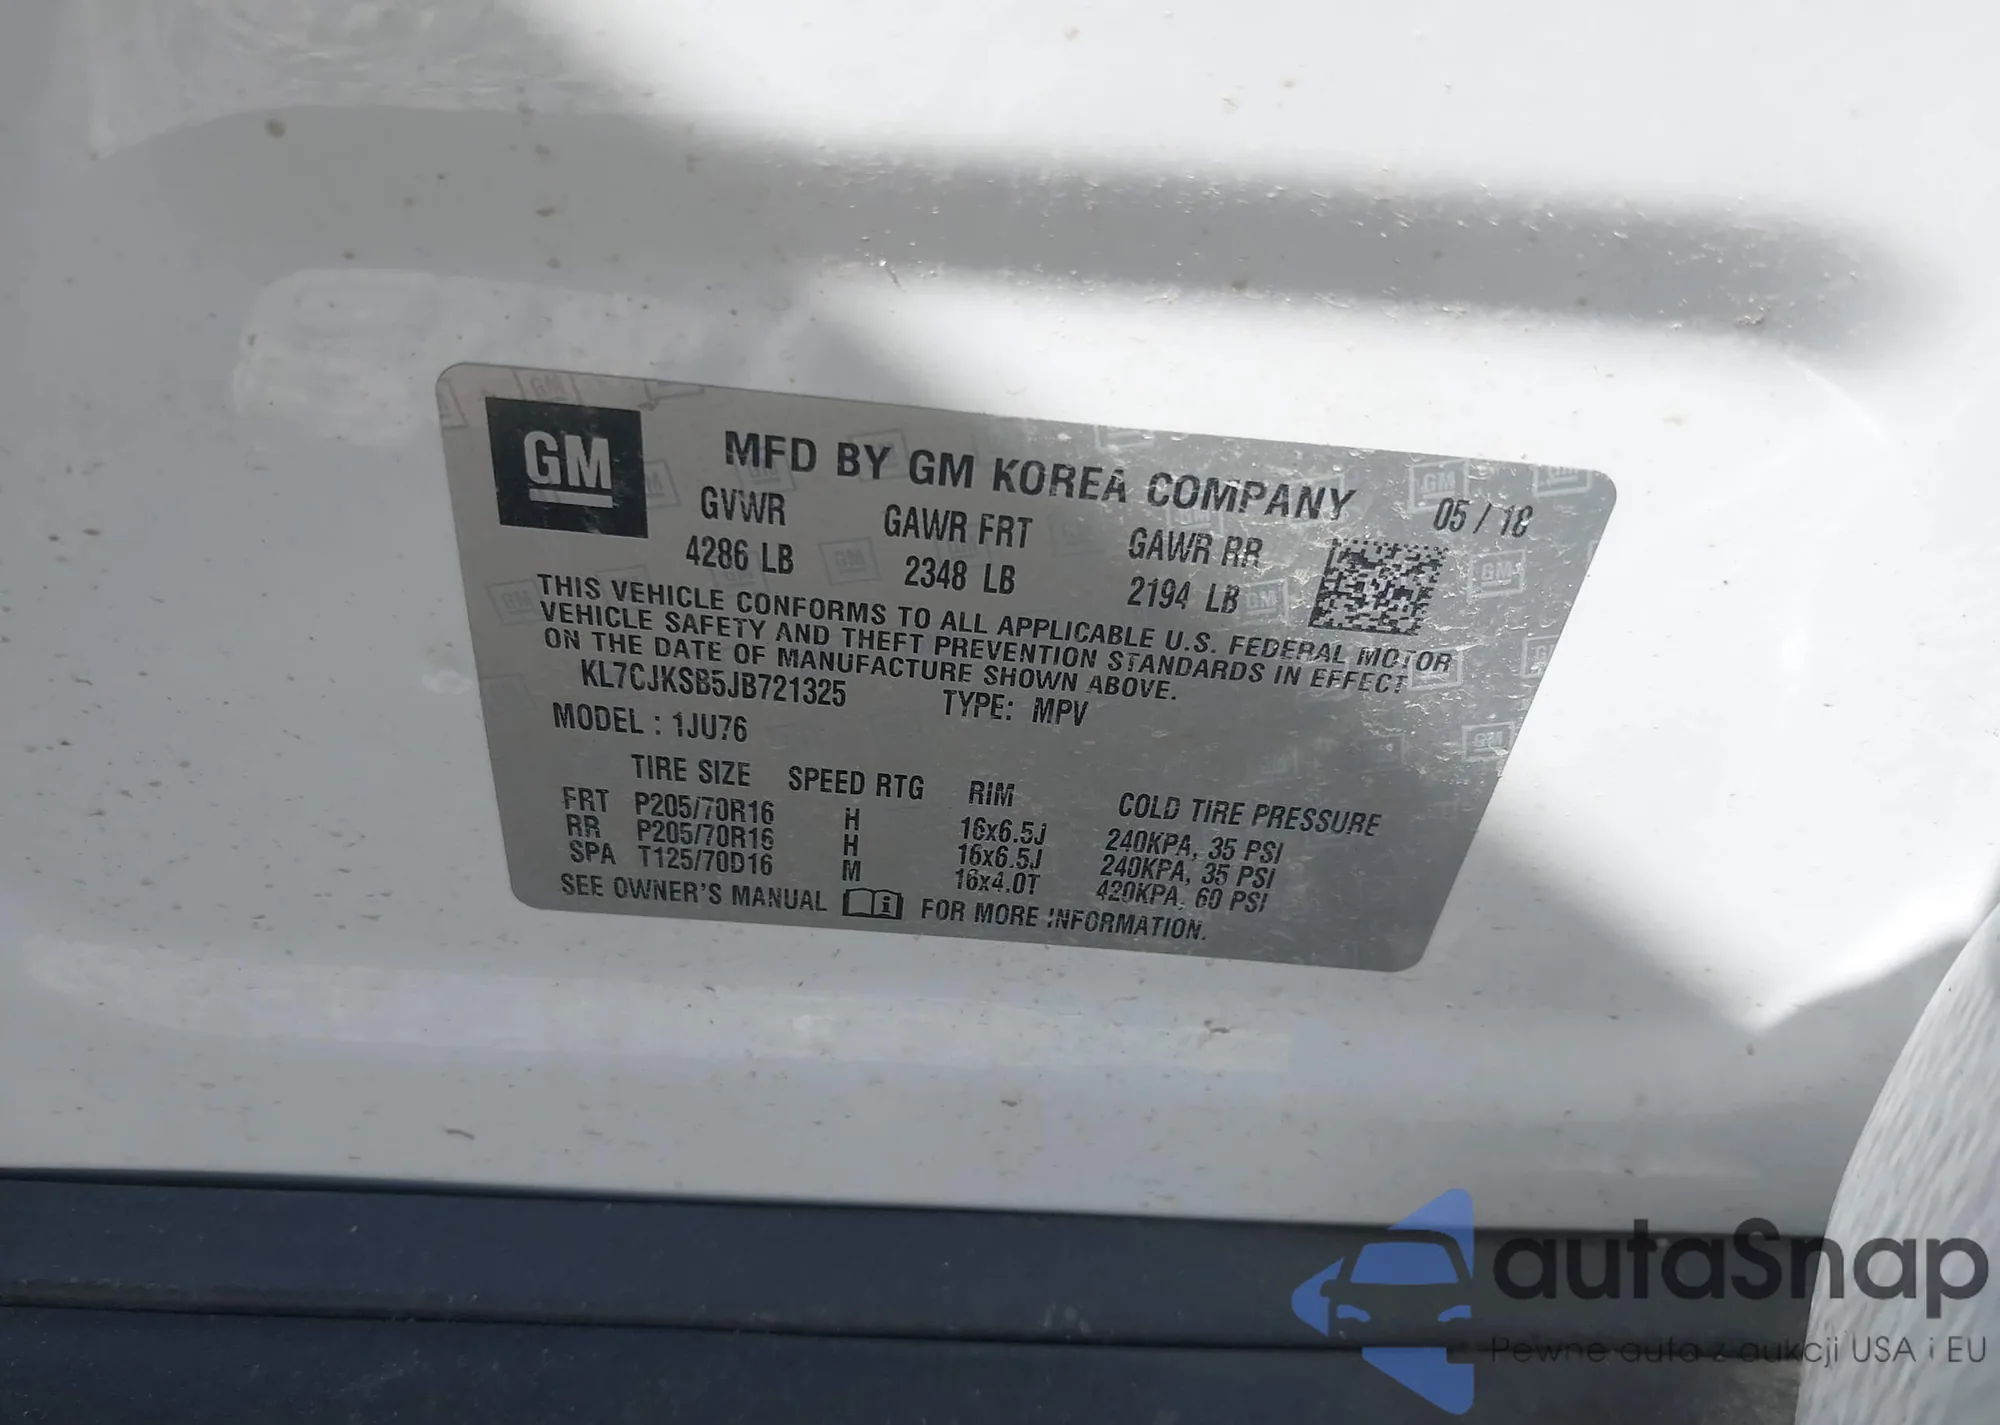 GM
MFD BY GM KOREA COMPANY
05 / 18
GVWR GAWR FRT GAWR RR
4286 LB 2348 LB 2194 LB
THIS VEHICLE CONFORMS TO ALL APPLICABLE U.S. FEDERAL MOTOR
VEHICLE SAFETY AND THEFT PREVENTION STANDARDS IN EFFECT
ON THE DATE OF MANUFACTURE SHOWN ABOVE.
KL7CJKSB5JB721325 TYPE: MPV
MODEL : 1JU76
TIRE SIZE SPEED RTG RIM COLD TIRE PRESSURE
FRT P205/70R16 H 16x6.5J 240KPA, 35 PSI
RR P205/70R16 H 16x6.5J 240KPA, 35 PSI
SPA T125/70D16 M 16x4.0T 420KPA, 60 PSI
SEE OWNER'S MANUAL i FOR MORE INFORMATION.
autaSnap
Pewne auta z aukcji USA i EU